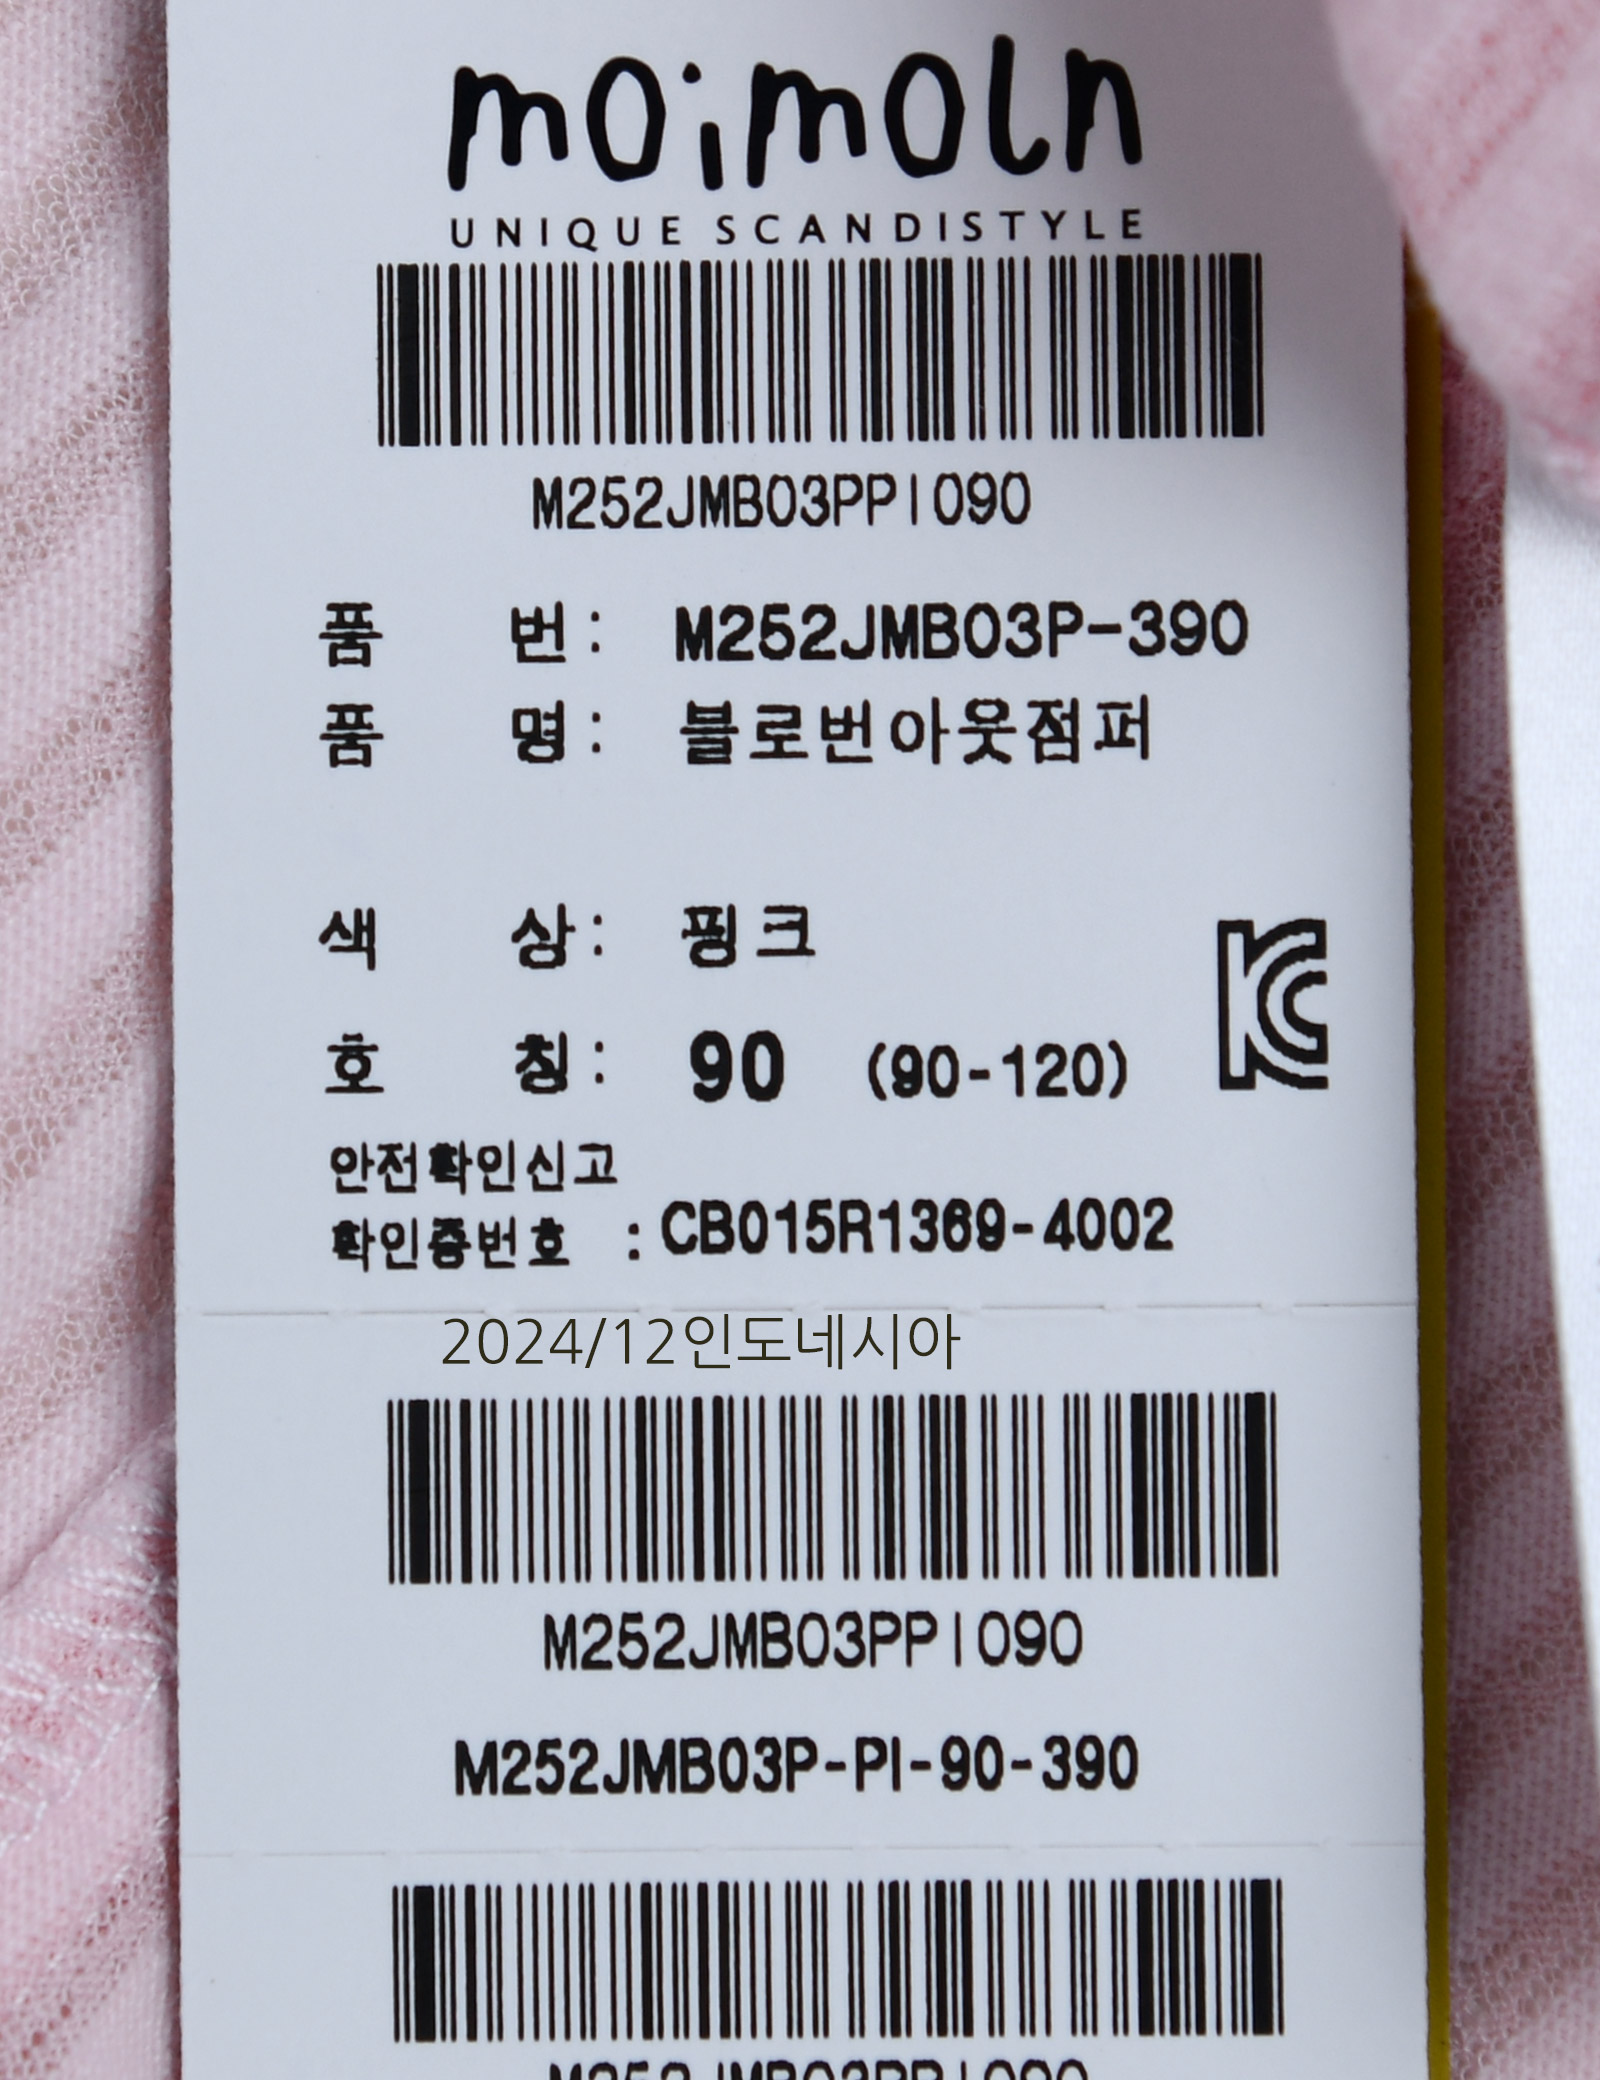 moimoln
UNIQUE SCANDISTYLE
M252JMB03PPI090
품 번: M252JMB03P-390
품 명: 블로번아웃점퍼
색 상: 핑크
호 칭: 90 (90-120)
안전확인신고
확인증번호 : CB015R1369-4002
2024/12인도네시아
M252JMB03PPI090
M252JMB03P-PI-90-390
M252JMB03PPI090